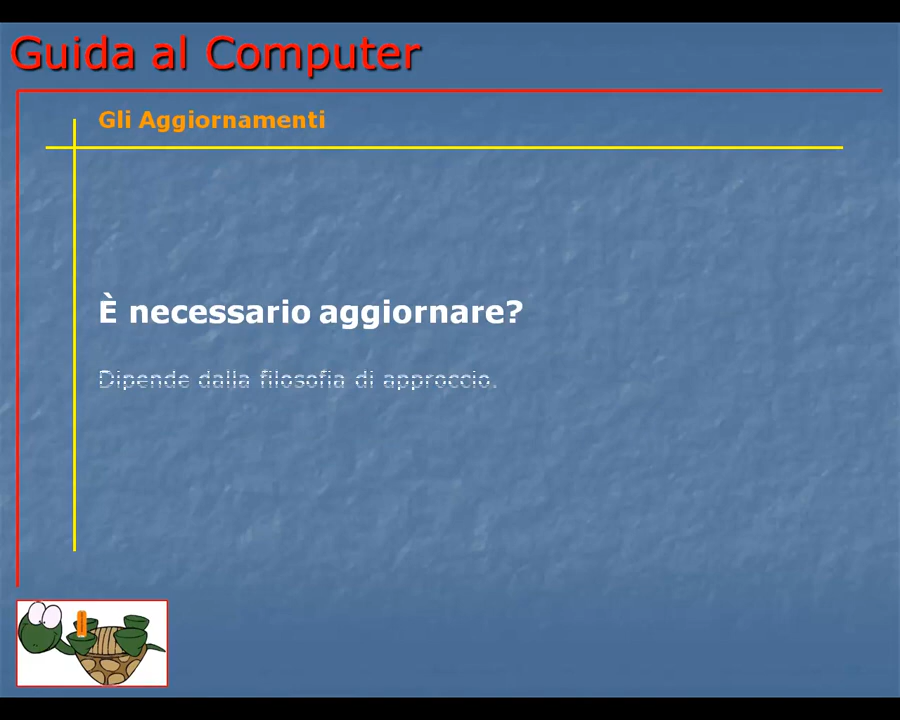 Guida al Computer
Gli Aggiornamenti
È necessario aggiornare?
Dipende dalla filosofia di approccio.